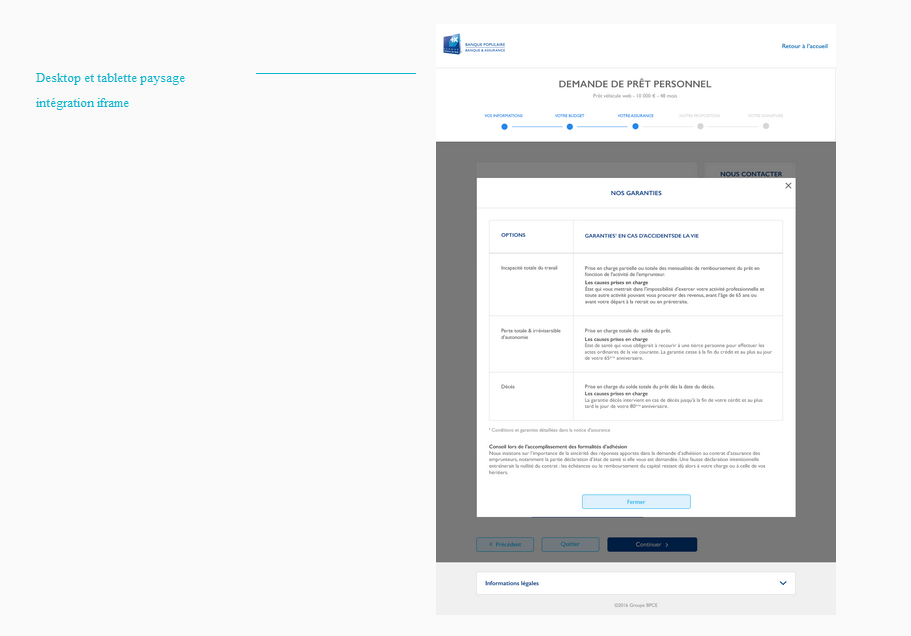 Desktop et tablette paysage
intégration iframe
BANQUE POPULAIRE
BANQUE & ASSURANCE
Retour à l'accueil
DEMANDE DE PRÊT PERSONNEL
Prêt véhicule web - 10 000 € - 48 mois
VOS INFORMATIONS
VOTRE BUDGET
VOTRE ASSURANCE
NOTRE PROPOSITION
VOTRE SIGNATURE
NOUS CONTACTER
NOS GARANTIES
OPTIONS
GARANTIES* EN CAS D'ACCIDENTSDE LA VIE
Incapacité totale du travail
Prise en charge partielle ou totale des mensualités de remboursement du prêt en
fonction de l'activité de l'emprunteur.
Les causes prises en charge
État qui vous mettrait dans l'impossibilité d'exercer votre activité professionnelle et
toute autre activité pouvant vous procurer des revenus, avant l'âge de 65 ans ou
avant votre départ à la retrait ou en préretraite.
Perte totale & irréversible
d'autonomie
Prise en charge totale du solde du prêt.
Les causes prises en charge
État de santé qui vous obligerait à recourir à une tierce personne pour effectuer les
actes ordinaires de la vie courante. La garantie cesse à la fin du crédit et au plus au jour
de votre 65ème anniversaire.
Décès
Prise en charge du solde totale du prêt dès la date du décès.
Les causes prises en charge
La garantie décès intervient en cas de décès jusqu'à la fin de votre cérdit et au plus
tard le jour de votre 80ème anniversaire.
* Conditions et garanties détaillées dans la notice d'assurance
Conseil lors de l'accomplissement des formalités d'adhésion
Nous insistons sur l'importance de la sincérité des réponses apportés dans la demande d'adhésion au contrat d'assurance des
emprunteurs, notamment la partie déclaration d'état de santé si elle vous est demandée. Une fausse déclaration intentionnelle
entraînerait la nullité du contrat : les échéances ou le remboursement du capital restant dû alors à votre charge ou à celle de vos
héritiers.
Fermer
Précédent
Quitter
Continuer
Informations légales
©2016 Groupe BPCE